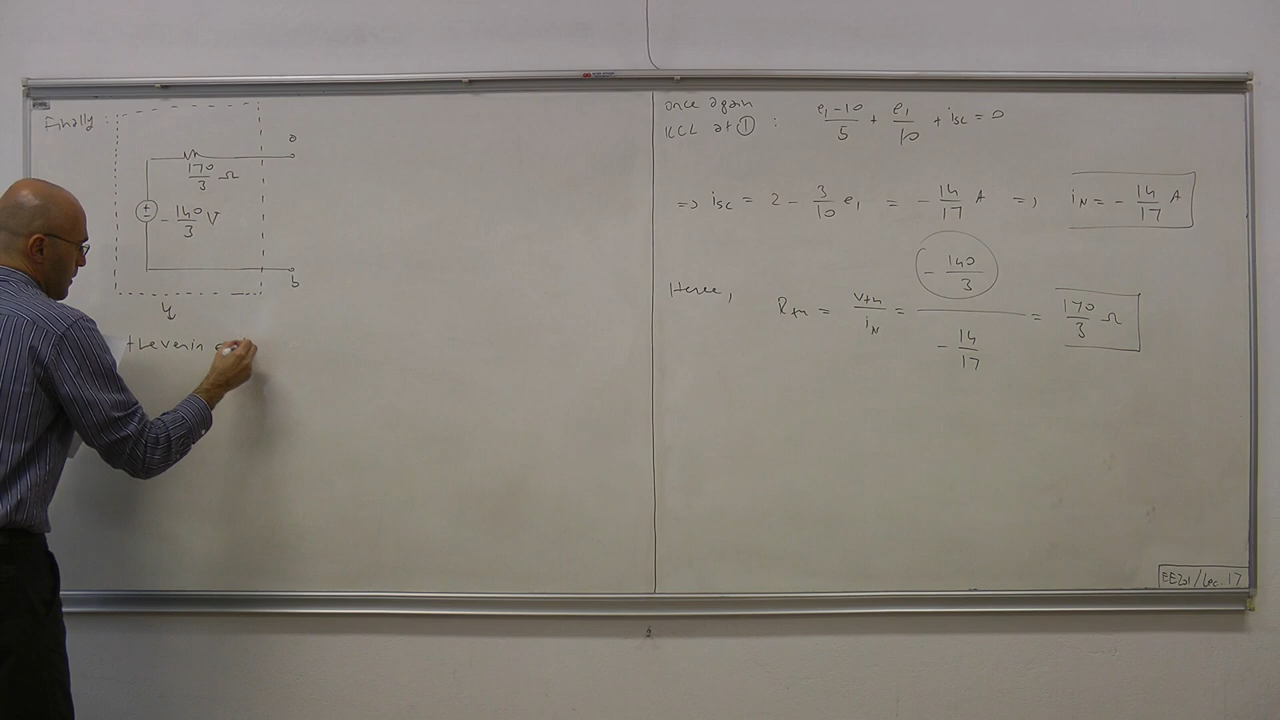 Finally :
a
170/3 Ω
+ - - 140/3 V
b
thevenin e
once again
KCL at ① : (e₁-10)/5 + e₁/10 + isc = 0
=> isc = 2 - 3/10 e₁ = - 14/17 A => iN = - 14/17 A
Hence, Rth = vth/iN = (- 140/3)/(- 14/17) = 170/3 Ω
EE201/Lec.17